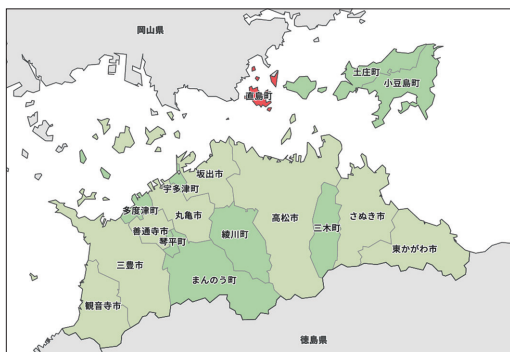 岡山県
土庄町
小豆島町
直島町
坂出市
宇多津町
多度津町
丸亀市
高松市
さぬき市
善通寺市
綾川町
三木町
琴平町
東かがわ市
三豊市
まんのう町
観音寺市
徳島県